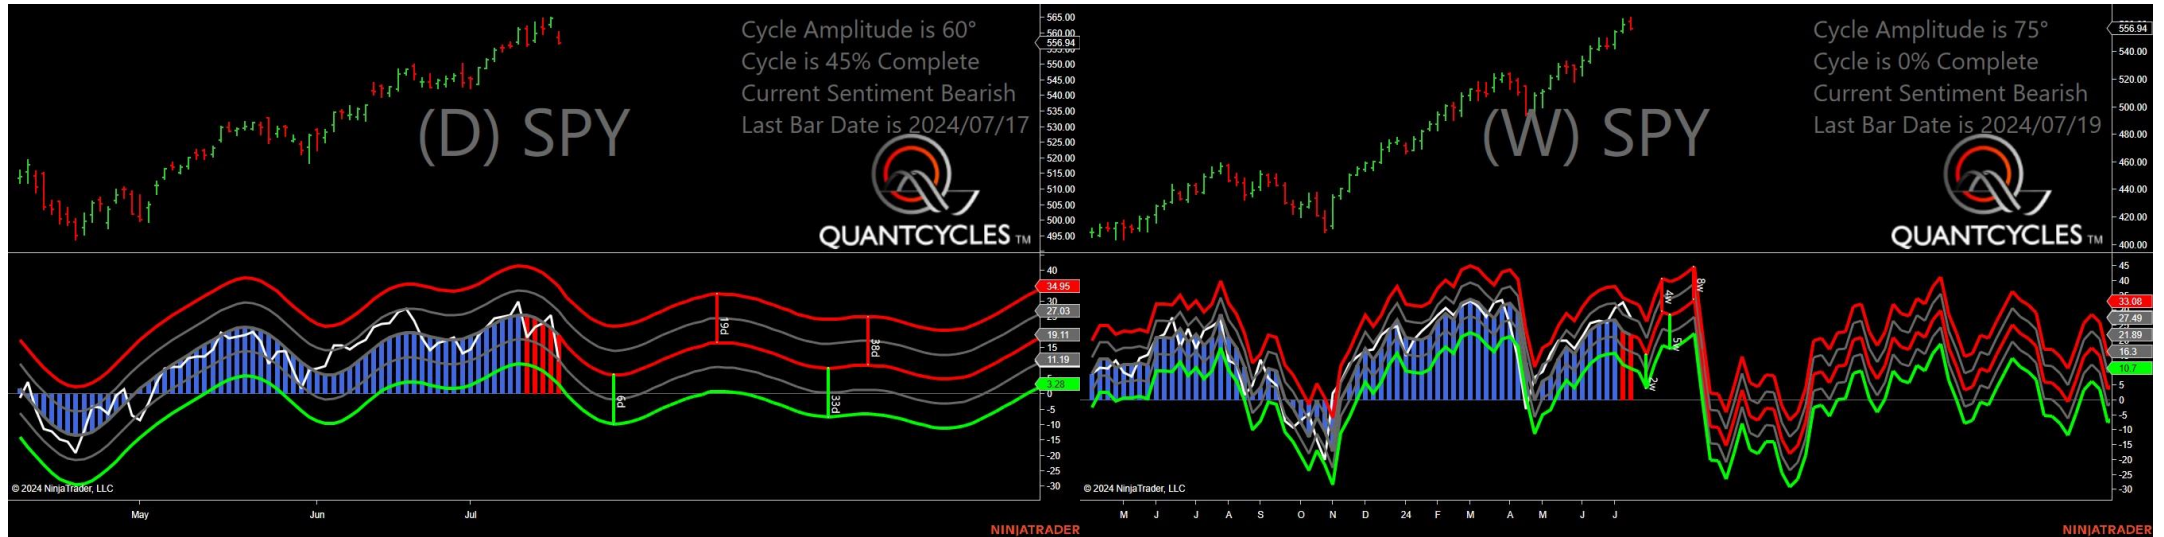 Cycle Amplitude is 60°
Cycle is 45% Complete
Current Sentiment Bearish
Last Bar Date is 2024/07/17
(D) SPY
QUANTCYCLES TM
565.00
560.00
556.94
550.00
545.00
540.00
535.00
530.00
525.00
520.00
515.00
510.00
505.00
500.00
495.00
40
34.95
30
27.03
19.11
15
11.19
3.28
0
-5
-10
-15
-20
-25
-30
19d
38d
6d
33d
© 2024 NinjaTrader, LLC
May Jun Jul
NINJATRADER
Cycle Amplitude is 75°
Cycle is 0% Complete
Current Sentiment Bearish
Last Bar Date is 2024/07/19
(W) SPY
QUANTCYCLES TM
556.94
540.00
520.00
500.00
480.00
460.00
440.00
420.00
400.00
45
40
33.08
27.49
21.89
16.3
10.7
5
0
-5
-10
-15
-20
-25
-30
4w
8w
5w
2w
© 2024 NinjaTrader, LLC
M J J A S O N D 24 F M A M J J
NINJATRADER